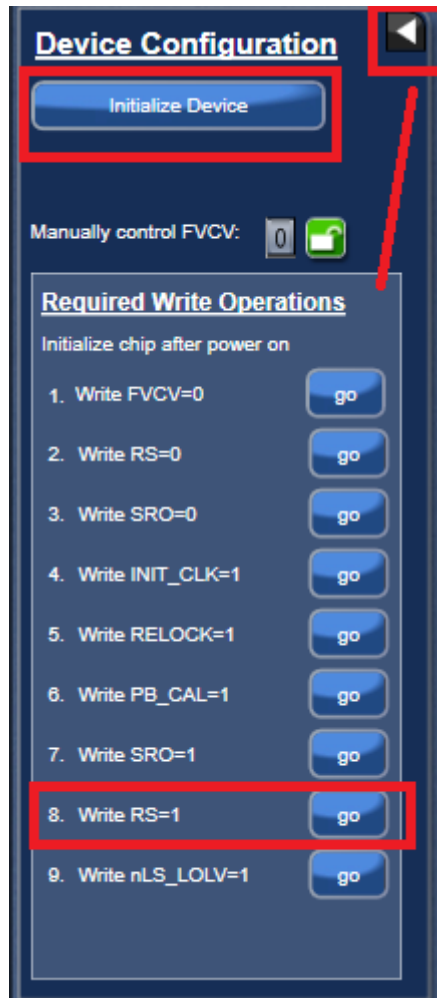 Device Configuration
Initialize Device
Manually control FVCV: 0
Required Write Operations
Initialize chip after power on
1. Write FVCV=0 go
2. Write RS=0 go
3. Write SRO=0 go
4. Write INIT_CLK=1 go
5. Write RELOCK=1 go
6. Write PB_CAL=1 go
7. Write SRO=1 go
8. Write RS=1 go
9. Write nLS_LOLV=1 go